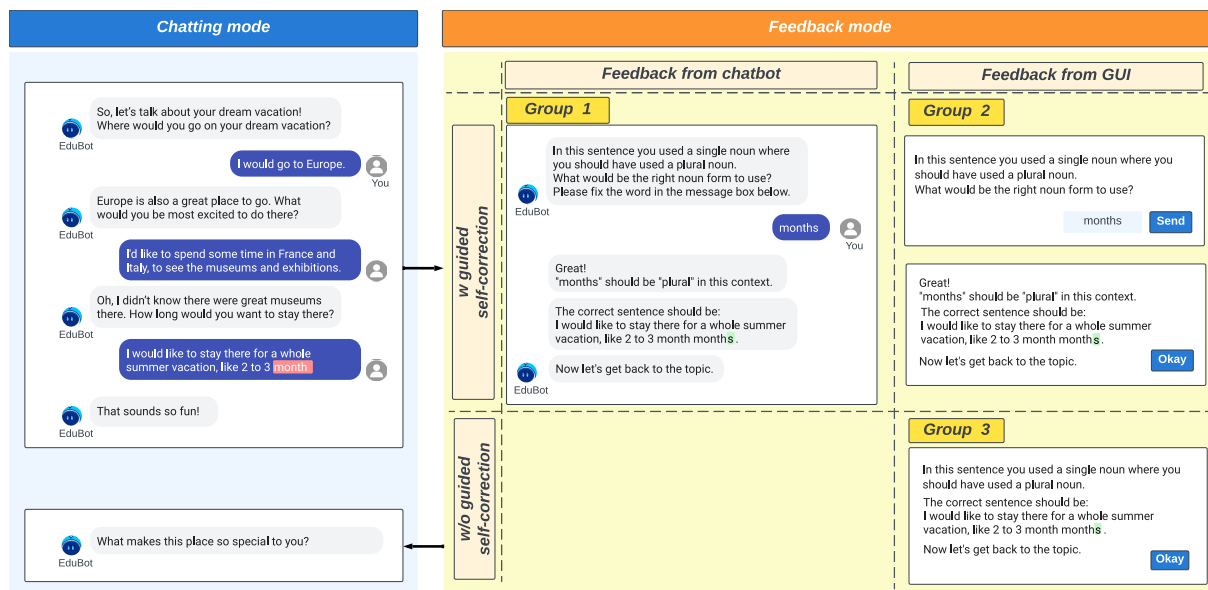 Chatting mode
So, let's talk about your dream vacation!
Where would you go on your dream vacation?
EduBot
I would go to Europe.
You
Europe is also a great place to go. What
would you be most excited to do there?
EduBot
I'd like to spend some time in France and
Italy, to see the museums and exhibitions.
Oh, I didn't know there were great museums
there. How long would you want to stay there?
EduBot
I would like to stay there for a whole
summer vacation, like 2 to 3 month
That sounds so fun!
EduBot
What makes this place so special to you?
EduBot
Feedback mode
Feedback from chatbot
Feedback from GUI
w guided
self-correction
Group 1
In this sentence you used a single noun where
you should have used a plural noun.
What would be the right noun form to use?
Please fix the word in the message box below.
EduBot
months
You
Great!
"months" should be "plural" in this context.
The correct sentence should be:
I would like to stay there for a whole summer
vacation, like 2 to 3 month months.
Now let's get back to the topic.
EduBot
Group 2
In this sentence you used a single noun where you
should have used a plural noun.
What would be the right noun form to use?
months
Send
Great!
"months" should be "plural" in this context.
The correct sentence should be:
I would like to stay there for a whole summer
vacation, like 2 to 3 month months.
Now let's get back to the topic.
Okay
w/o guided
self-correction
Group 3
In this sentence you used a single noun where you
should have used a plural noun.
The correct sentence should be:
I would like to stay there for a whole summer
vacation, like 2 to 3 month months.
Now let's get back to the topic.
Okay